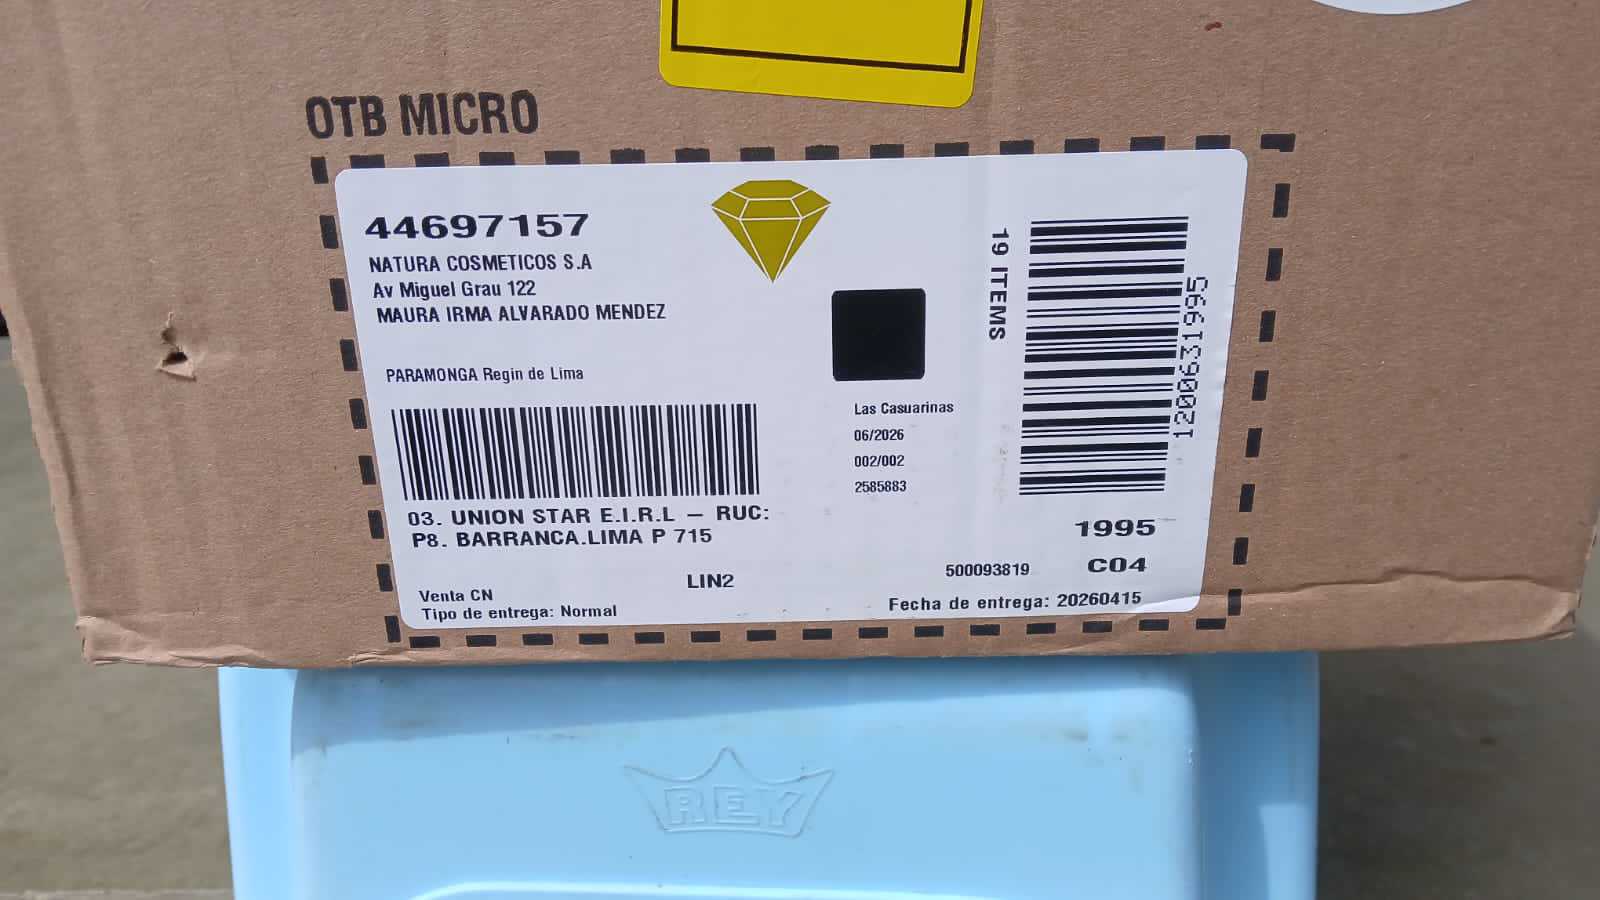 OTB MICRO
44697157
NATURA COSMETICOS S.A
Av Miguel Grau 122
MAURA IRMA ALVARADO MENDEZ
PARAMONGA Regin de Lima
19 ITEMS
1200631995
Las Casuarinas
06/2026
002/002
2585883
03. UNION STAR E.I.R.L – RUC:
P8. BARRANCA.LIMA P 715
1995
LIN2
500093819
C04
Venta CN
Tipo de entrega: Normal
Fecha de entrega: 20260415
REY